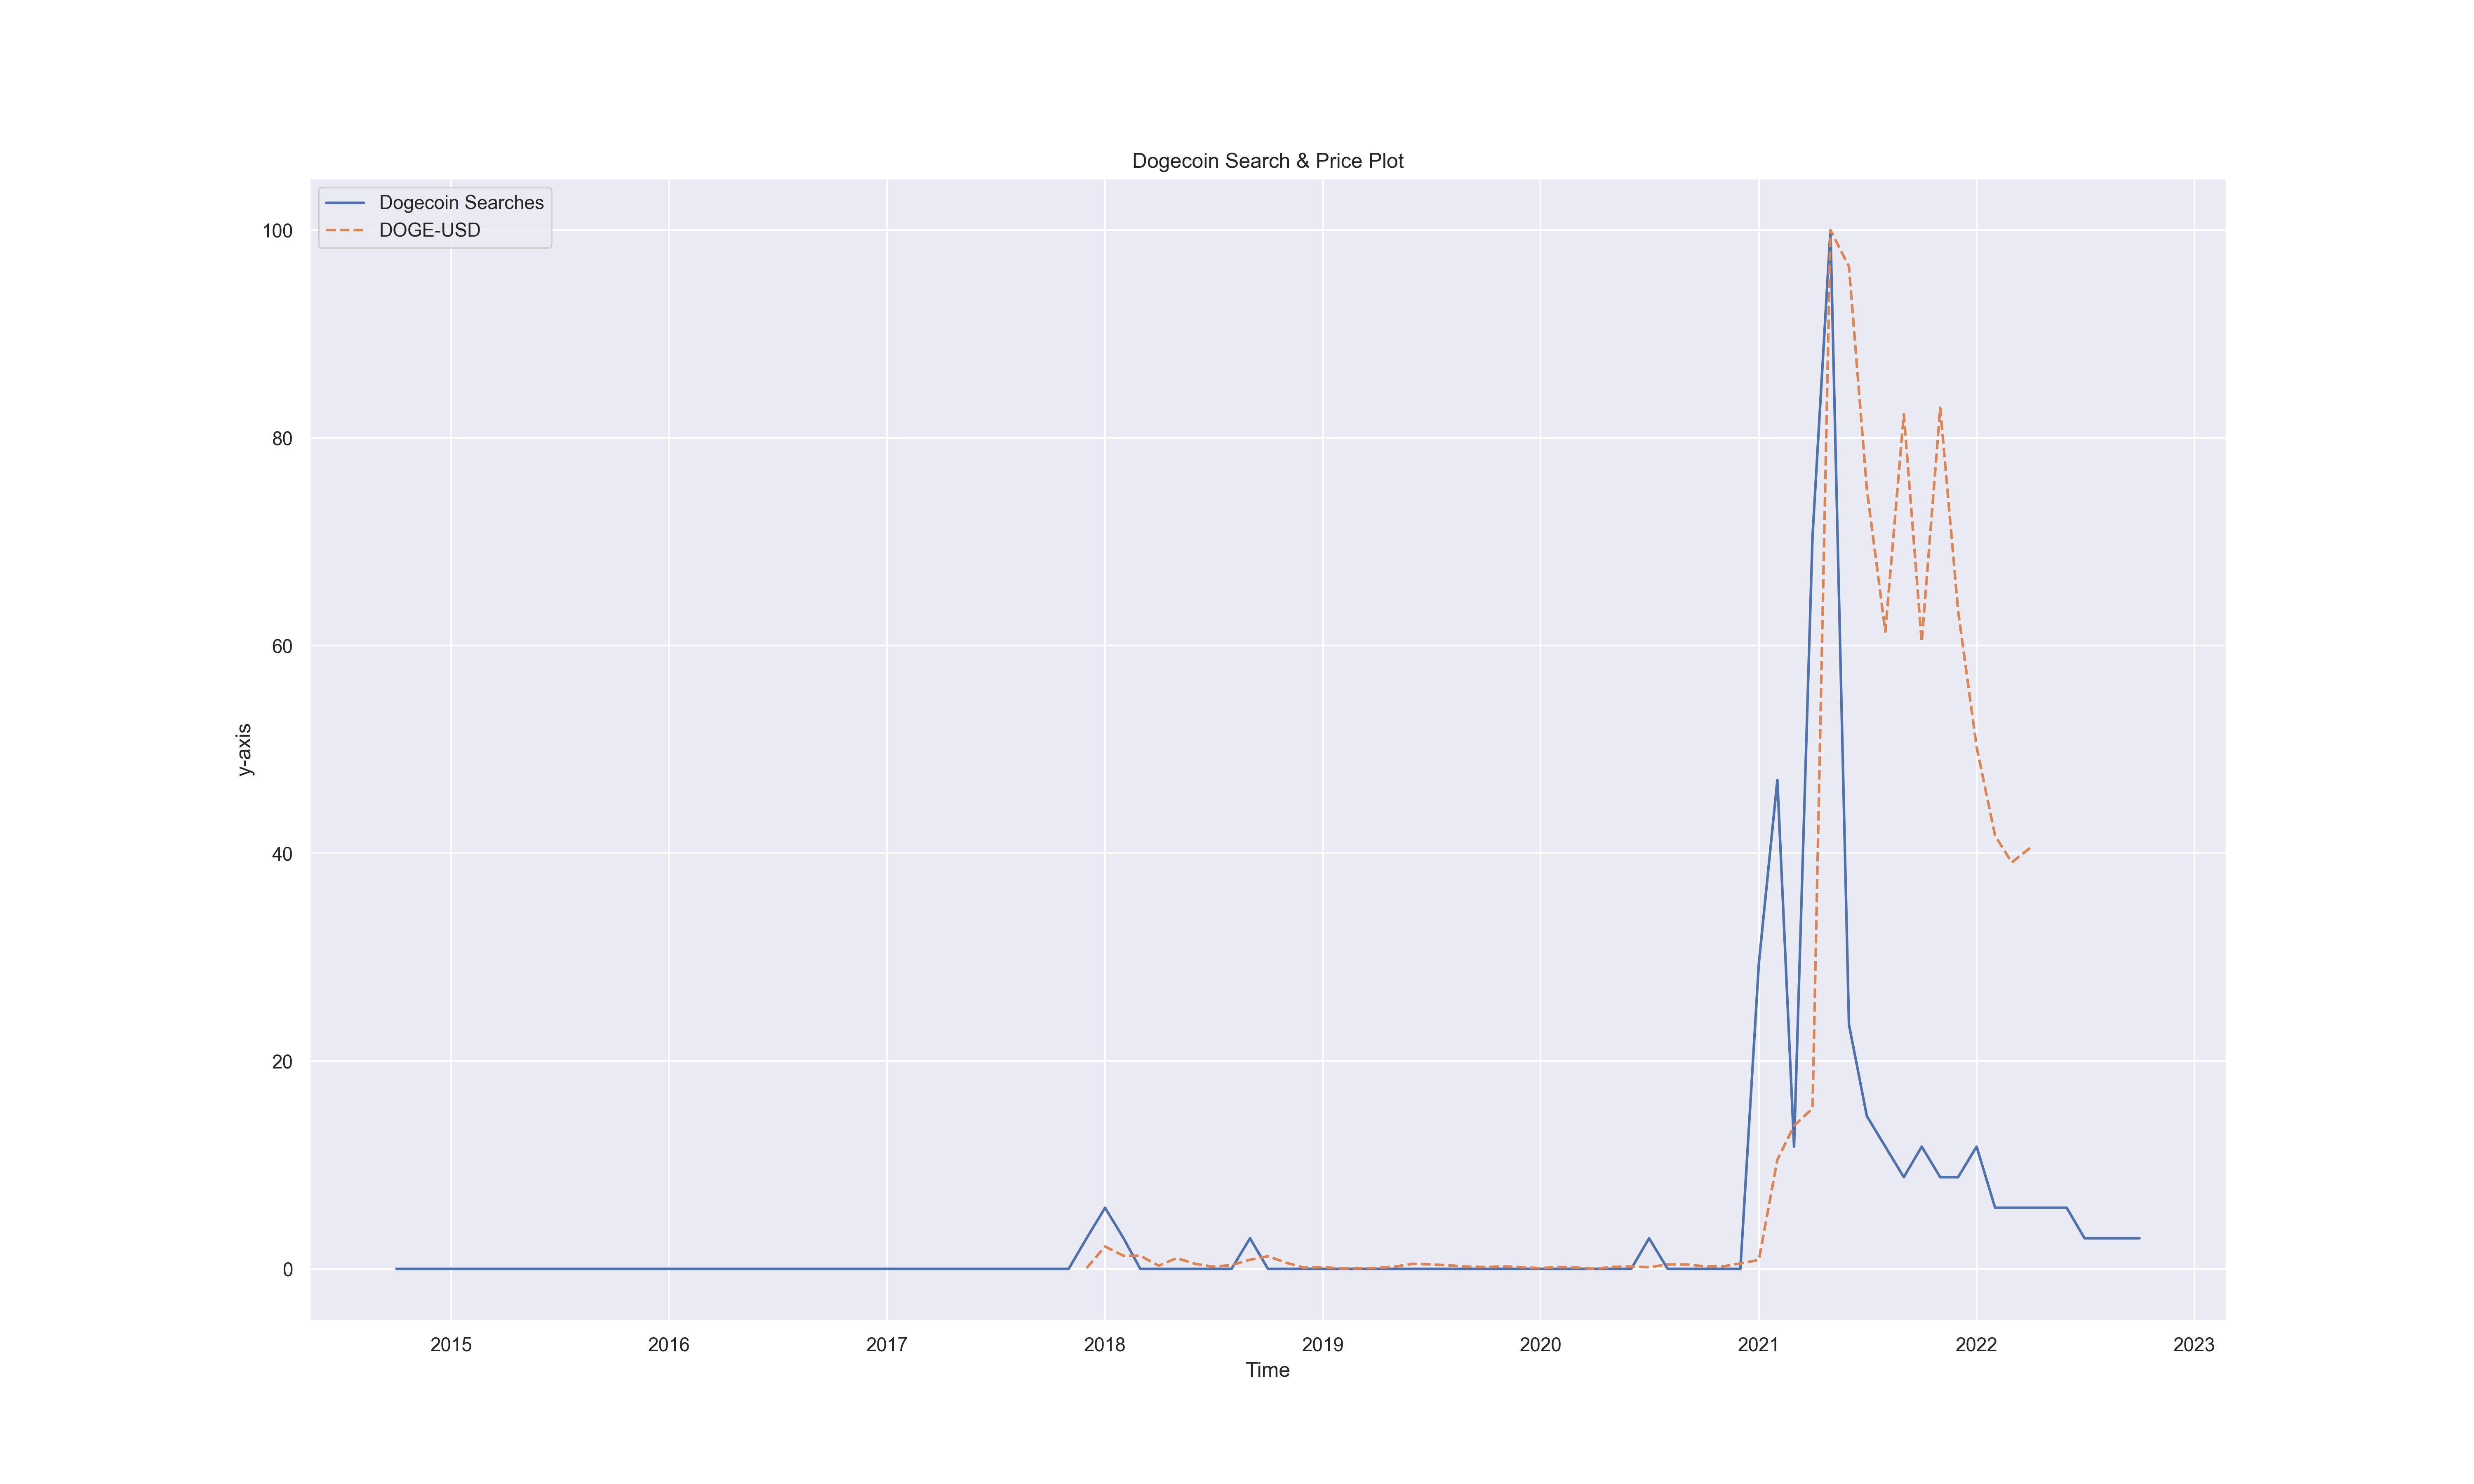 Dogecoin Search & Price Plot
Dogecoin Searches
DOGE-USD
100
80
60
40
20
0
y-axis
2015 2016 2017 2018 2019 2020 2021 2022 2023
Time